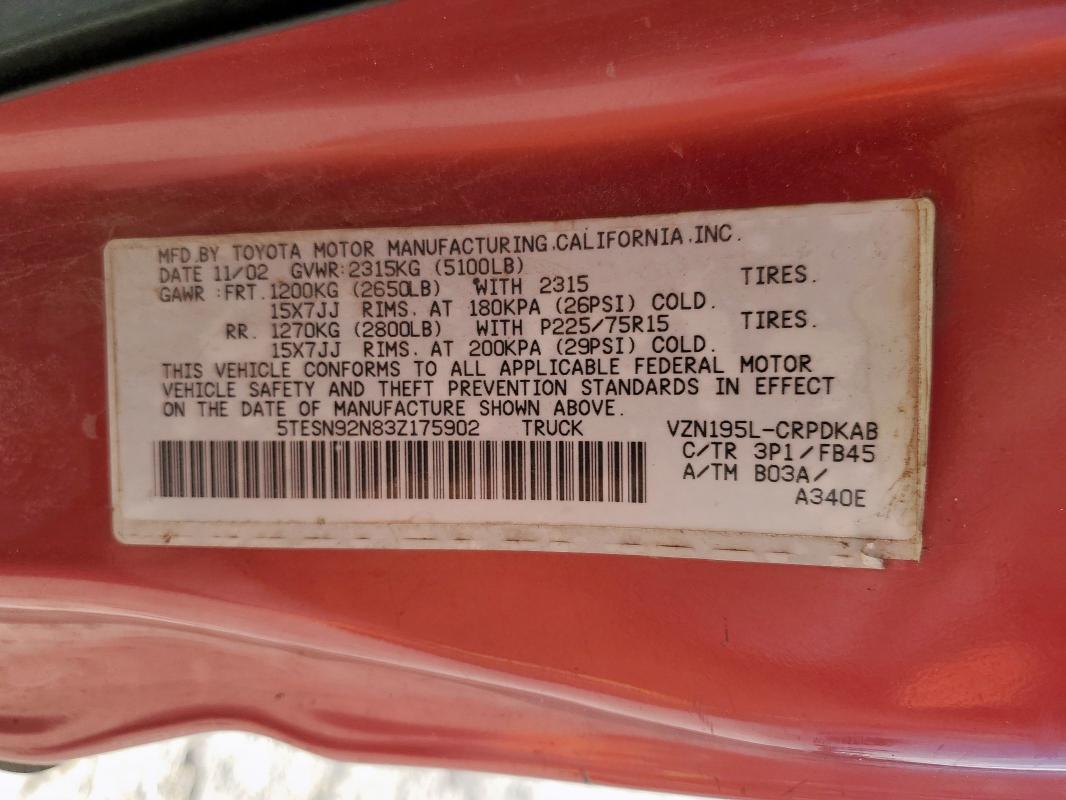 MFD.BY TOYOTA MOTOR MANUFACTURING,CALIFORNIA,INC.
DATE 11/02 GVWR:2315KG (5100LB)
GAWR :FRT.1200KG (2650LB) WITH 2315 TIRES.
15X7JJ RIMS. AT 180KPA (26PSI) COLD.
RR. 1270KG (2800LB) WITH P225/75R15 TIRES.
15X7JJ RIMS. AT 200KPA (29PSI) COLD.
THIS VEHICLE CONFORMS TO ALL APPLICABLE FEDERAL MOTOR
VEHICLE SAFETY AND THEFT PREVENTION STANDARDS IN EFFECT
ON THE DATE OF MANUFACTURE SHOWN ABOVE.
5TESN92N83Z175902 TRUCK VZN195L-CRPDKAB
C/TR 3P1/FB45
A/TM B03A/
A340E